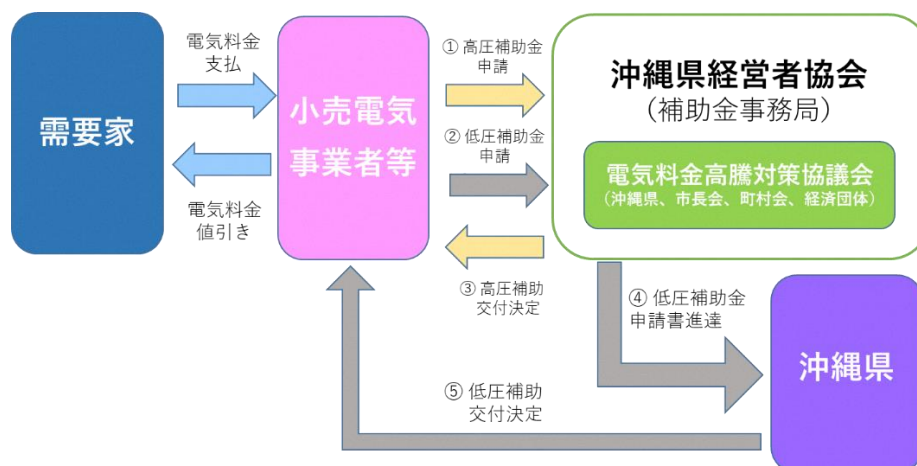 需要家
電気料金
支払
電気料金
値引き
小売電気
事業者等
① 高圧補助金
申請
② 低圧補助金
申請
③ 高圧補助
交付決定
沖縄県経営者協会
（補助金事務局）
電気料金高騰対策協議会
（沖縄県、市長会、町村会、経済団体）
④ 低圧補助金
申請書進達
⑤ 低圧補助
交付決定
沖縄県